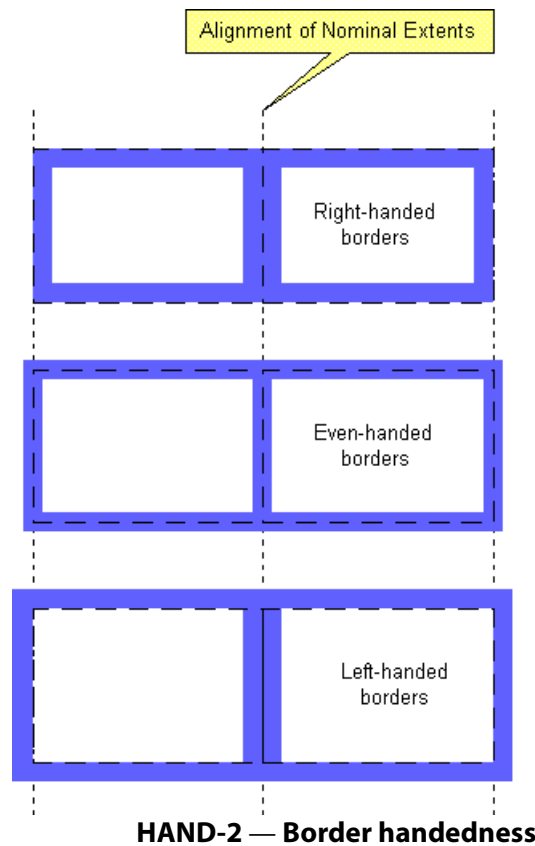 Alignment of Nominal Extents
Right-handed
borders
Even-handed
borders
Left-handed
borders
HAND-2 — Border handedness